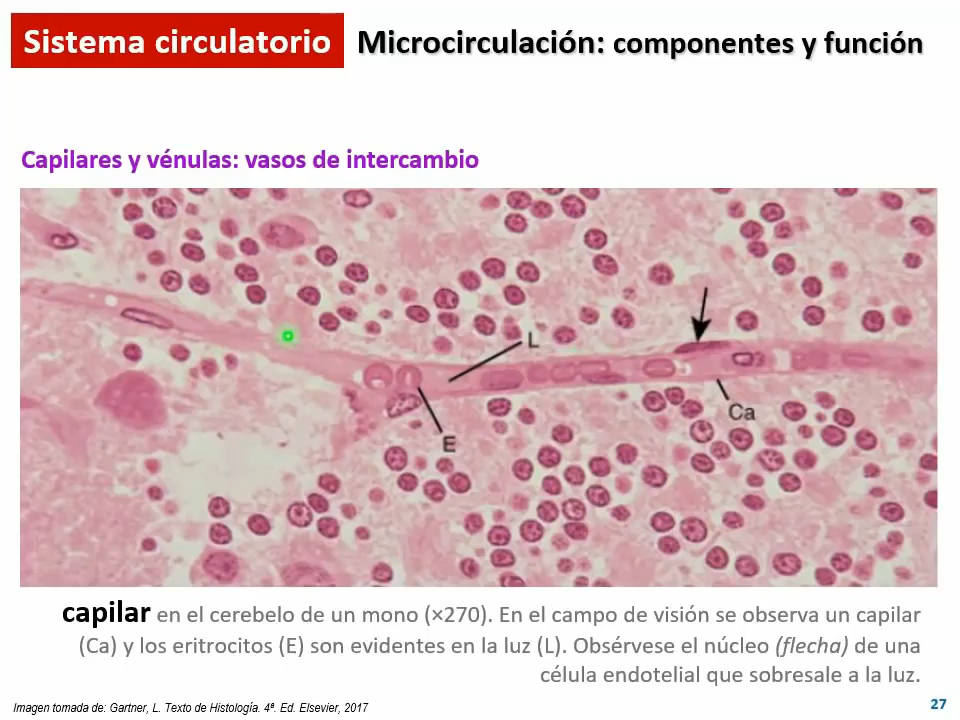 Sistema circulatorio Microcirculación: componentes y función
Capilares y vénulas: vasos de intercambio
L
Ca
E
capilar en el cerebelo de un mono (×270). En el campo de visión se observa un capilar
(Ca) y los eritrocitos (E) son evidentes en la luz (L). Obsérvese el núcleo (flecha) de una
célula endotelial que sobresale a la luz.
Imagen tomada de: Gartner, L. Texto de Histología. 4ª. Ed. Elsevier, 2017
27